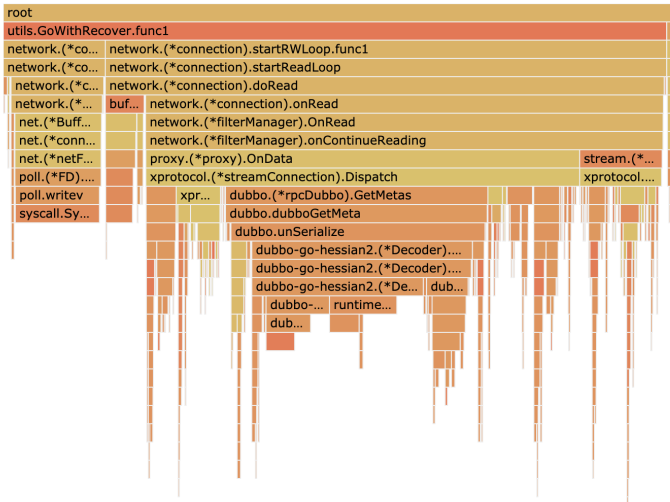 root
utils.GoWithRecover.func1
network.(*co... network.(*connection).startRWLoop.func1
network.(*co... network.(*connection).startReadLoop
network.(*c... network.(*connection).doRead
network.(*... buf... network.(*connection).onRead
net.(*Buff... network.(*filterManager).OnRead
net.(*conn... network.(*filterManager).onContinueReading
net.(*netF... proxy.(*proxy).OnData stream.(*...
poll.(*FD).... xprotocol.(*streamConnection).Dispatch xprotocol....
poll.writev xpr... dubbo.(*rpcDubbo).GetMetas
syscall.Sy... dubbo.dubboGetMeta
dubbo.unSerialize
dubbo-go-hessian2.(*Decoder)....
dubbo-go-hessian2.(*Decoder)....
dubbo-go-hessian2.(*De... dub...
dubbo-... runtime...
dub...